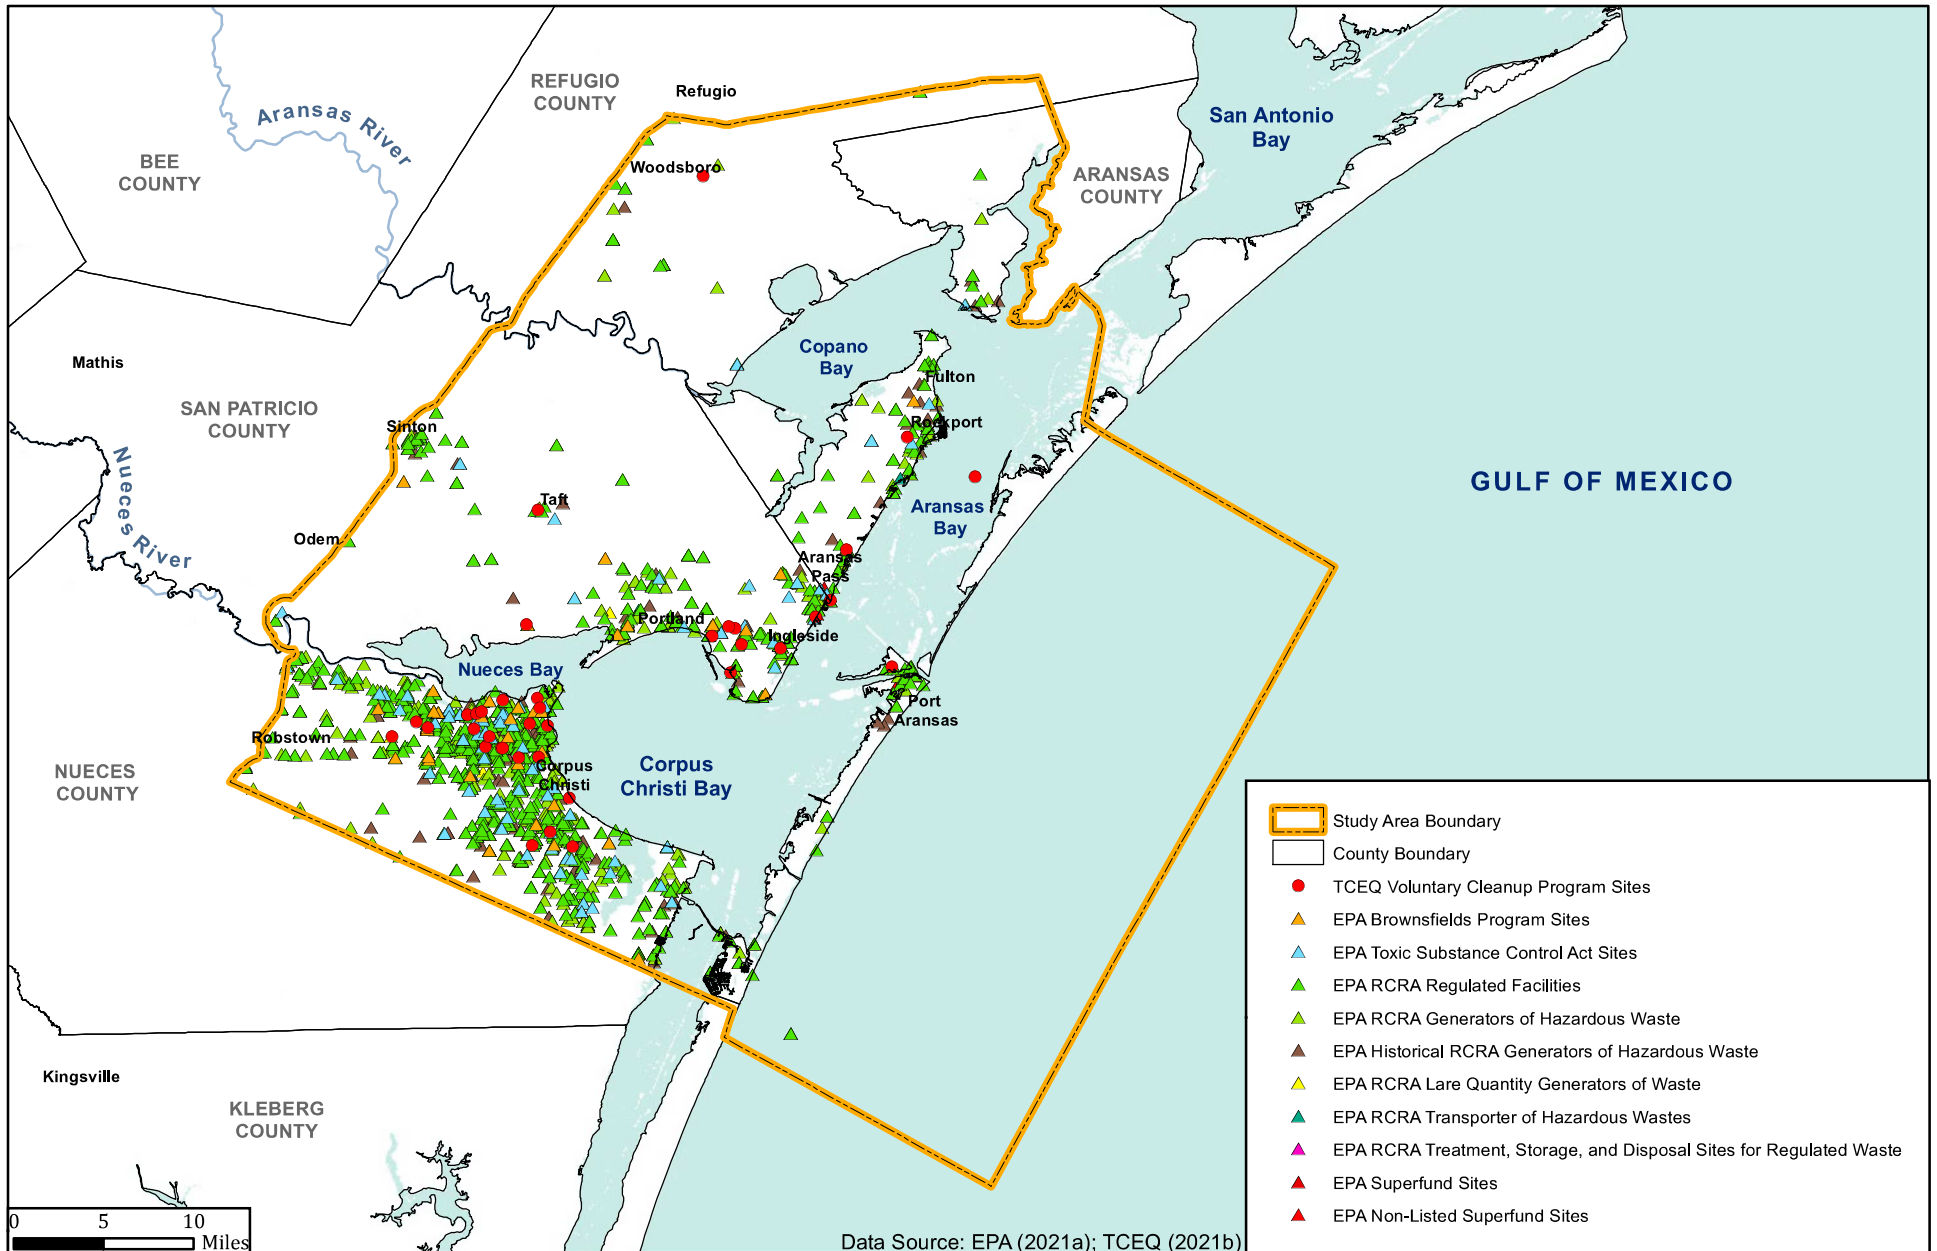 REFUGIO
COUNTY
Refugio
Aransas River
San Antonio
Bay
BEE
COUNTY
Woodsboro
ARANSAS
COUNTY
Mathis
Copano
Bay
Fulton
SAN PATRICIO
COUNTY
Sinton
Rockport
Nueces River
GULF OF MEXICO
Taft
Aransas
Bay
Odem
Aransas
Pass
Portland
Ingleside
Nueces Bay
Port
Aransas
Robstown
Corpus
Christi
Corpus
Christi Bay
NUECES
COUNTY
Kingsville
KLEBERG
COUNTY
Study Area Boundary
County Boundary
TCEQ Voluntary Cleanup Program Sites
EPA Brownsfields Program Sites
EPA Toxic Substance Control Act Sites
EPA RCRA Regulated Facilities
EPA RCRA Generators of Hazardous Waste
EPA Historical RCRA Generators of Hazardous Waste
EPA RCRA Lare Quantity Generators of Waste
EPA RCRA Transporter of Hazardous Wastes
EPA RCRA Treatment, Storage, and Disposal Sites for Regulated Waste
EPA Superfund Sites
EPA Non-Listed Superfund Sites
0 5 10
Miles
Data Source: EPA (2021a); TCEQ (2021b)